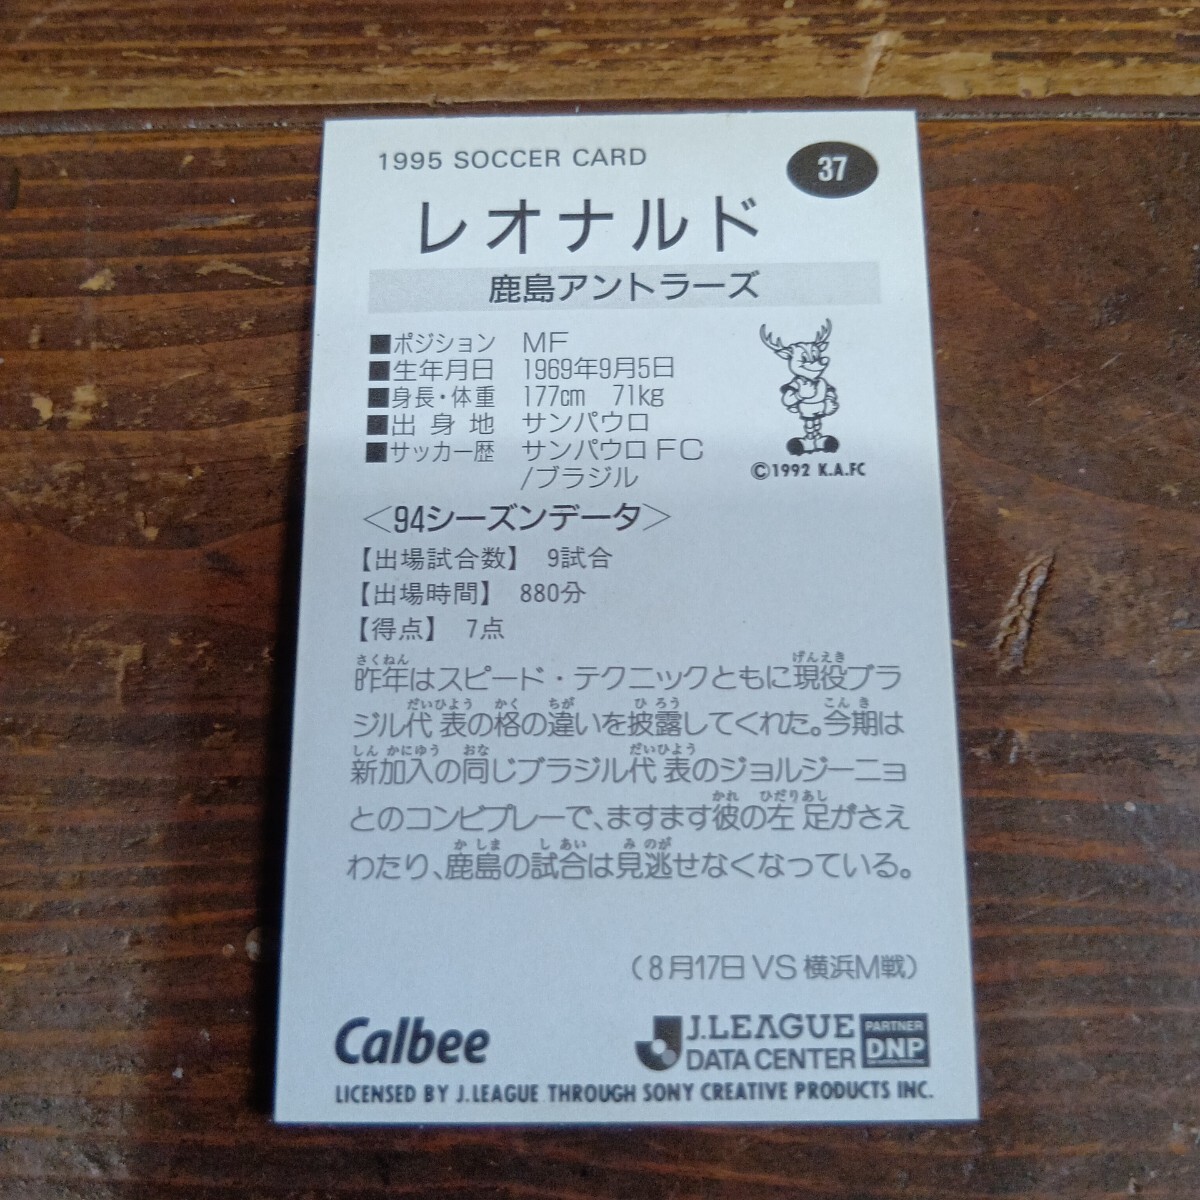 1995 SOCCER CARD
37
レオナルド
鹿島アントラーズ
■ポジション MF
■生年月日 1969年9月5日
■身長・体重 177cm 71kg
■出身地 サンパウロ
■サッカー歴 サンパウロFC
/ブラジル
©1992 K.A.FC
<94シーズンデータ>
【出場試合数】 9試合
【出場時間】 880分
【得点】 7点
さくねん げんえき
昨年はスピード・テクニックともに現役ブラ
だいひょう かく ちが ひろう こんき
ジル代表の格の違いを披露してくれた。今期は
しんかにゅう おな だいひょう
新加入の同じブラジル代表のジョルジーニョ
かれ ひだりあし
とのコンビプレーで、ますます彼の左足がさえ
かしま しあい みのが
わたり、鹿島の試合は見逃せなくなっている。
(8月17日VS横浜M戦)
Calbee
J.LEAGUE
DATA CENTER
PARTNER
DNP
LICENSED BY J.LEAGUE THROUGH SONY CREATIVE PRODUCTS INC.